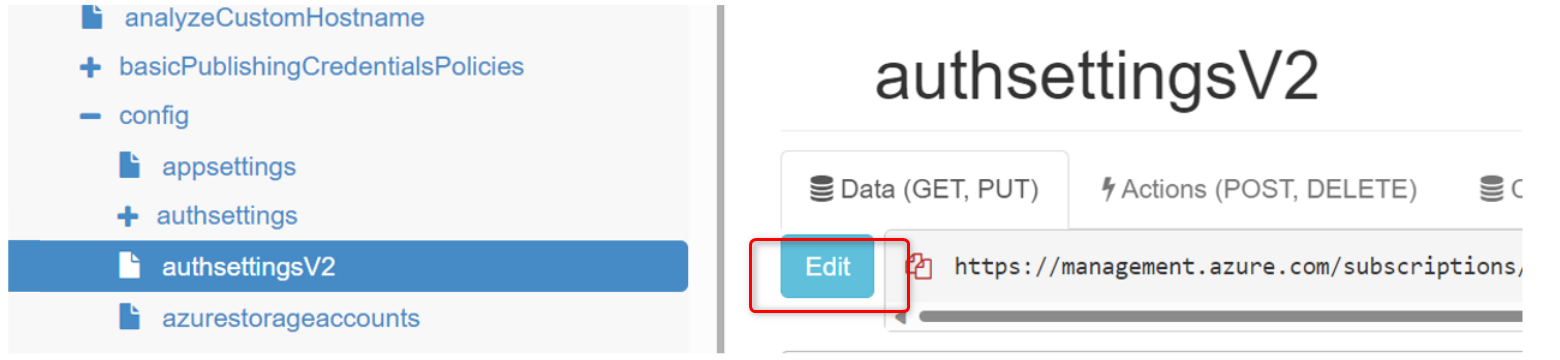 analyzeCustomHostname
basicPublishingCredentialsPolicies
config
appsettings
authsettings
authsettingsV2
azurestorageaccounts
authsettingsV2
Data (GET, PUT)
Actions (POST, DELETE)
Edit
https://management.azure.com/subscriptions/